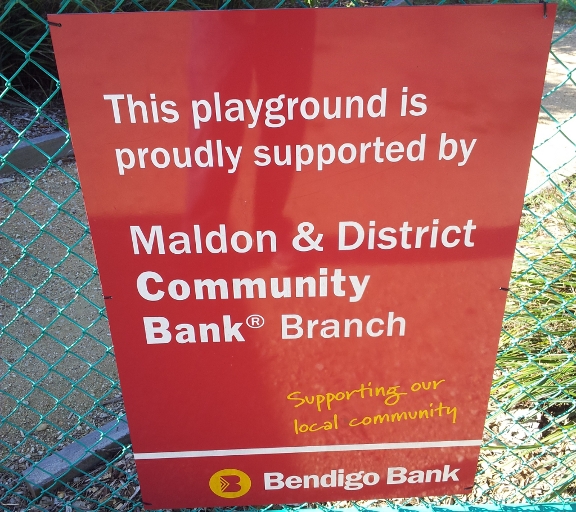 This playground is
proudly supported by
Maldon & District
Community
Bank® Branch
Supporting our
local community
Bendigo Bank